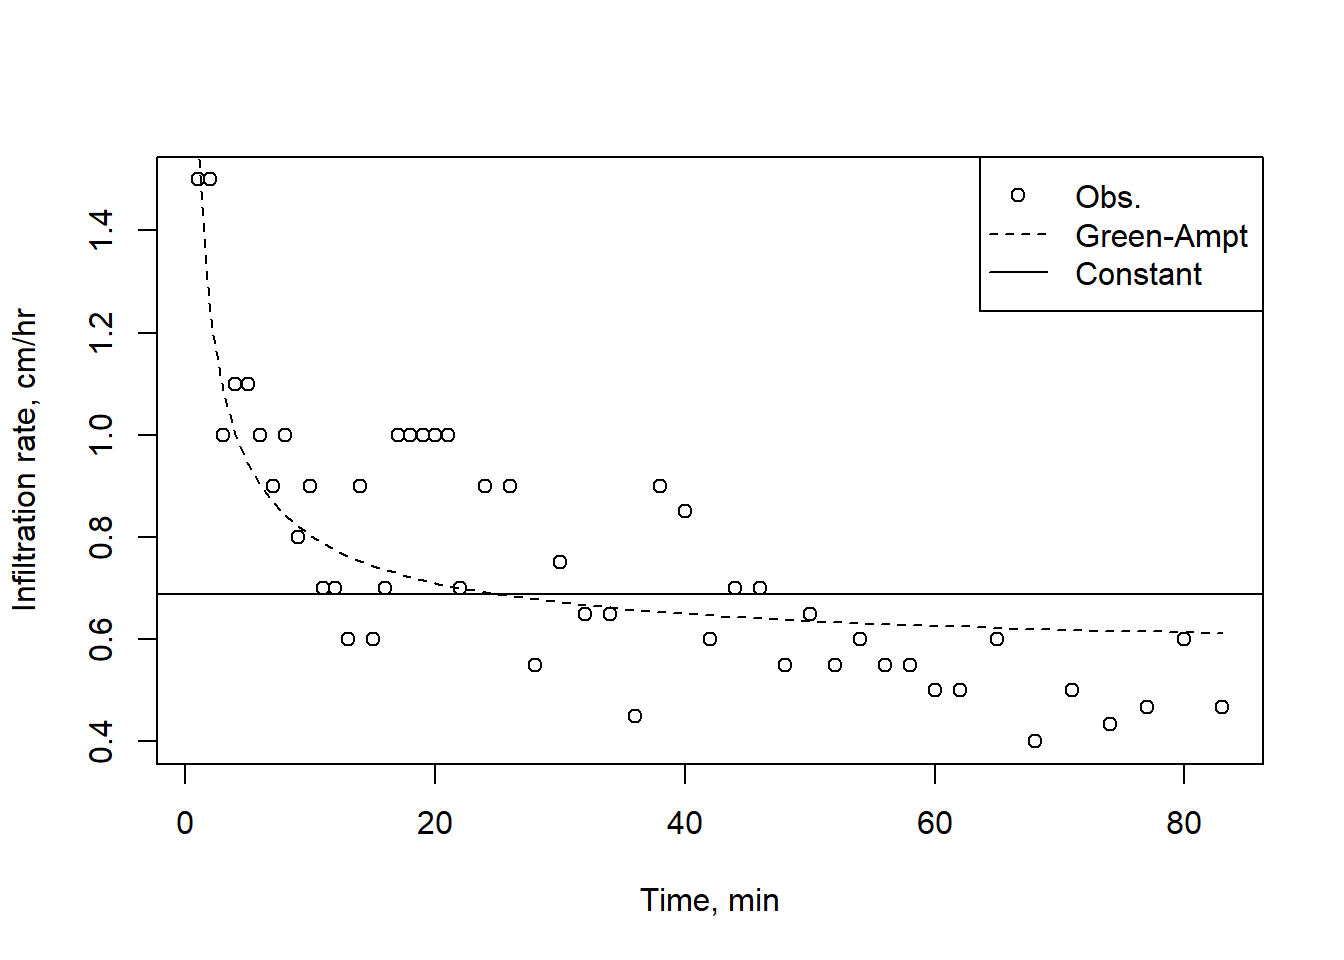 Infiltration rate, cm/hr
1.4
1.2
1.0
0.8
0.6
0.4
Obs.
Green-Ampt
Constant
0 20 40 60 80
Time, min